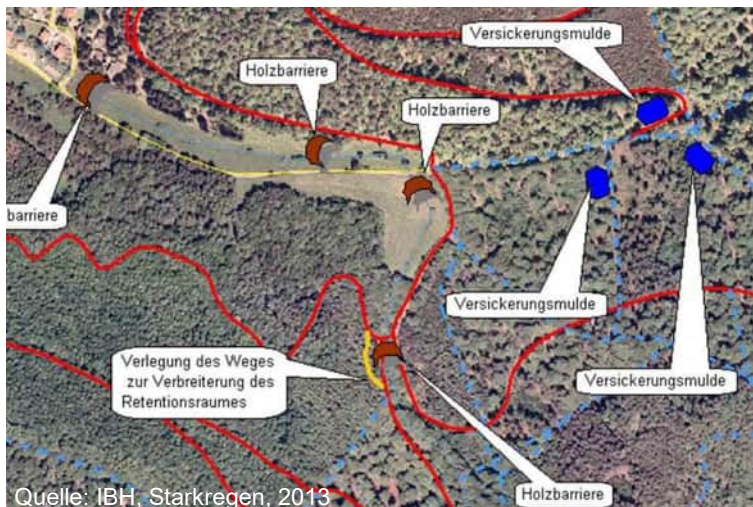 Versickerungsmulde
Holzbarriere
Holzbarriere
barriere
Versickerungsmulde
Versickerungsmulde
Verlegung des Weges
zur Verbreiterung des
Retentionsraumes
Holzbarriere
Quelle: IBH, Starkregen, 2013